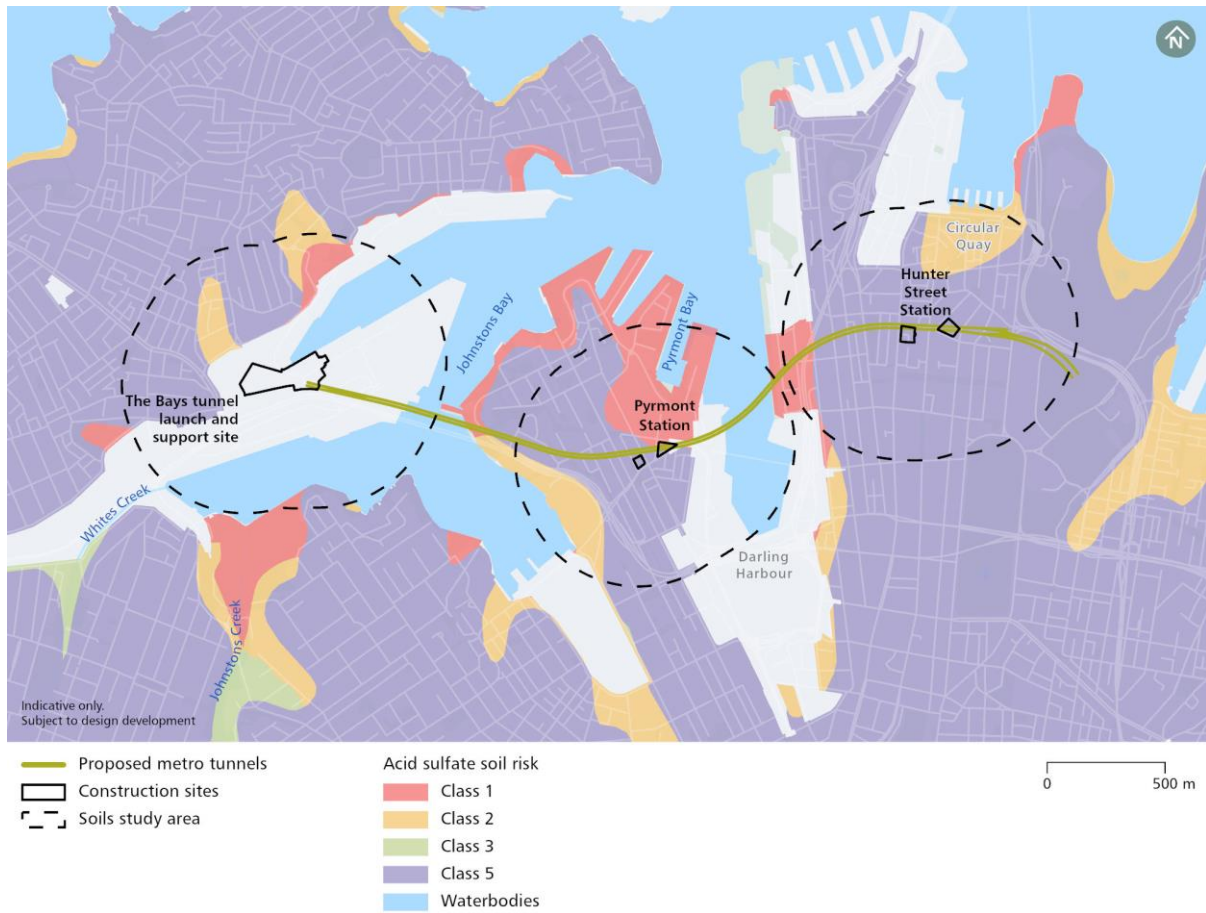 N
Circular
Quay
Hunter
Street
Station
Johnstons Bay
Pyrmont Bay
The Bays tunnel
launch and
support site
Pyrmont
Station
Whites Creek
Darling
Harbour
Johnstons Creek
Indicative only.
Subject to design development
Proposed metro tunnels
Construction sites
Soils study area
Acid sulfate soil risk
Class 1
Class 2
Class 3
Class 5
Waterbodies
0 500 m